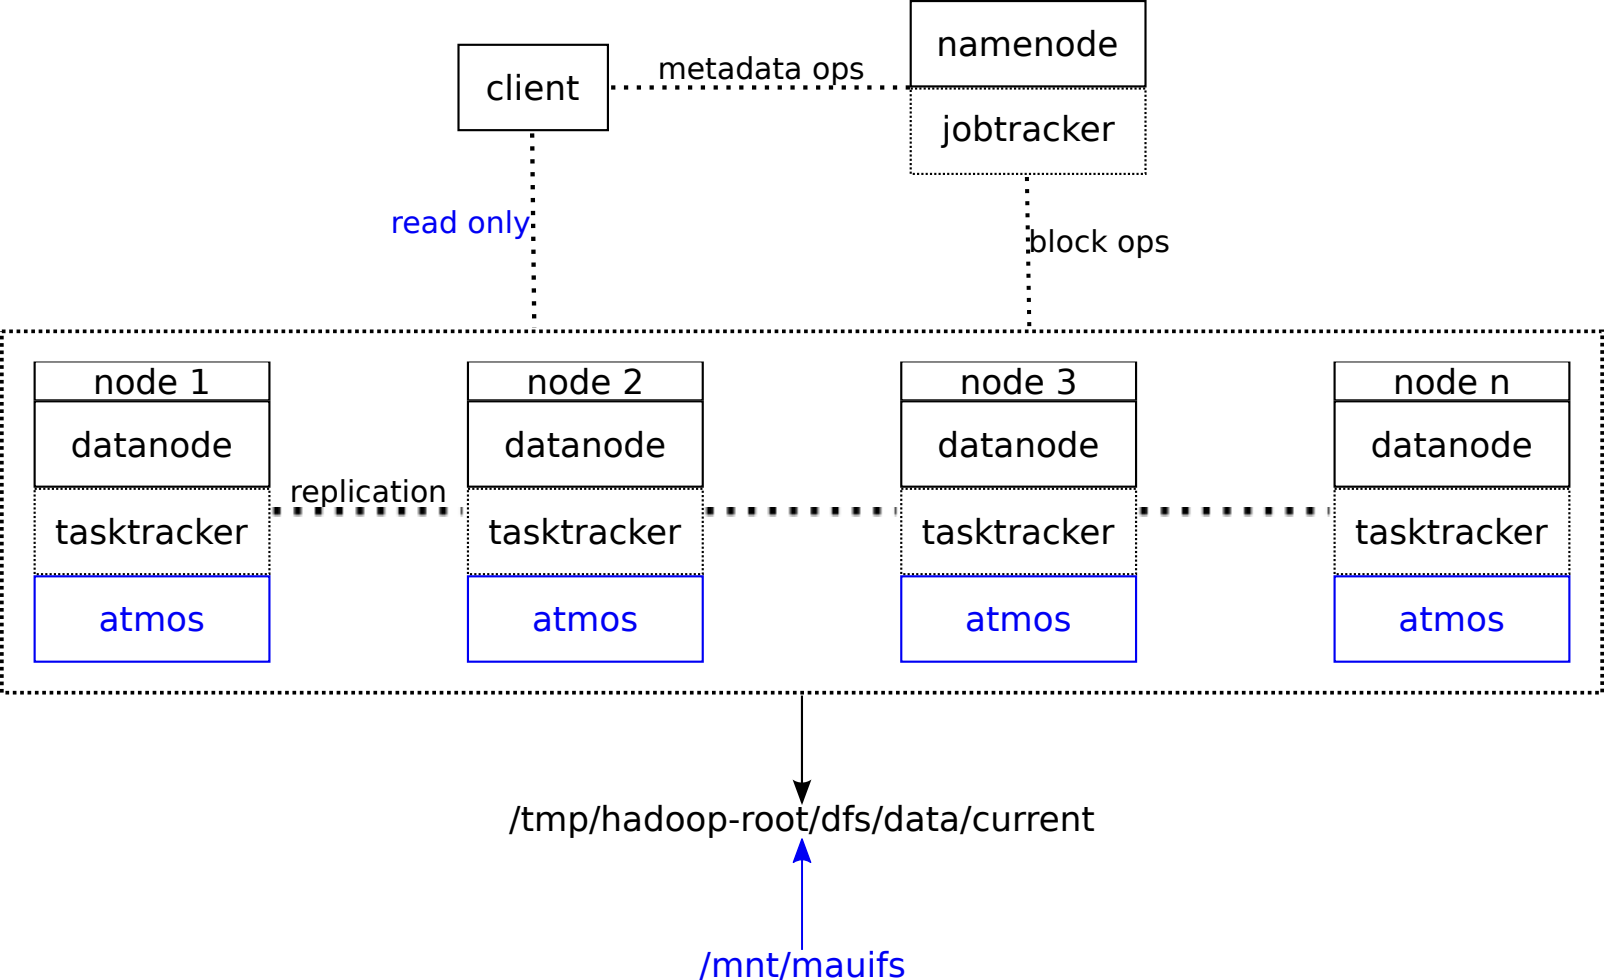 namenode
client
metadata ops
jobtracker
read only
block ops
node 1
node 2
node 3
node n
datanode
datanode
datanode
datanode
replication
tasktracker
tasktracker
tasktracker
tasktracker
atmos
atmos
atmos
atmos
/tmp/hadoop-root/dfs/data/current
/mnt/mauifs